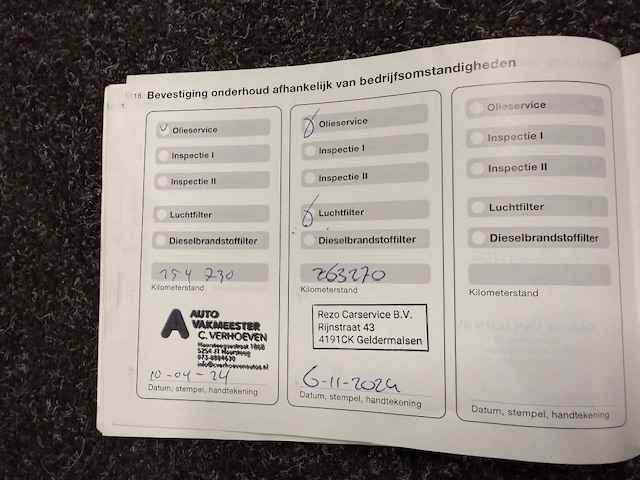 18. Bevestiging onderhoud afhankelijk van bedrijfsomstandigheden
Olieservice
Inspectie I
Inspectie II
Luchtfilter
Dieselbrandstoffilter
254 230
Kilometerstand
AUTO
VAKMEESTER
C. VERHOEVEN
10-04-24
Datum, stempel, handtekening
Olieservice
Inspectie I
Inspectie II
Luchtfilter
Dieselbrandstoffilter
263270
Kilometerstand
Rezo Carservice B.V.
Rijnstraat 43
4191CK Geldermalsen
6-11-2024
Datum, stempel, handtekening
Olieservice
Inspectie I
Inspectie II
Luchtfilter
Dieselbrandstoffilter
Kilometerstand
Datum, stempel, handtekening